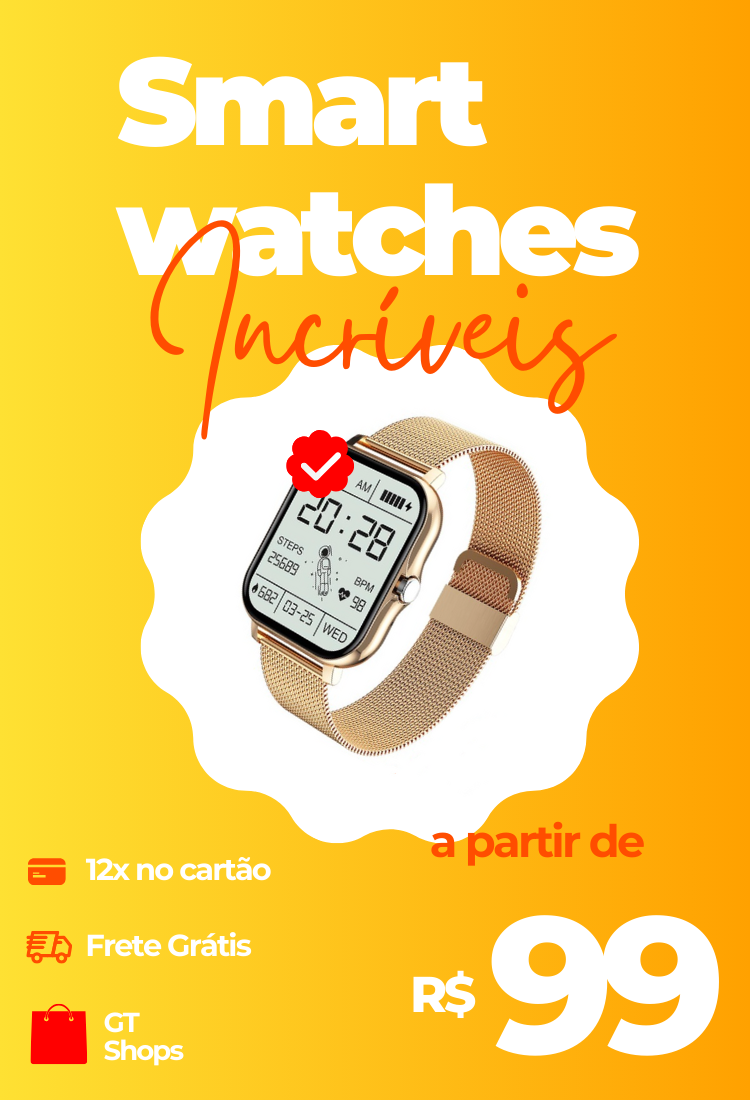 Smart
watches
Incríveis
AM
20:28
STEPS
25689
BPM
98
682
03-25
WED
a partir de
12x no cartão
Frete Grátis
R$ 99
GT
Shops